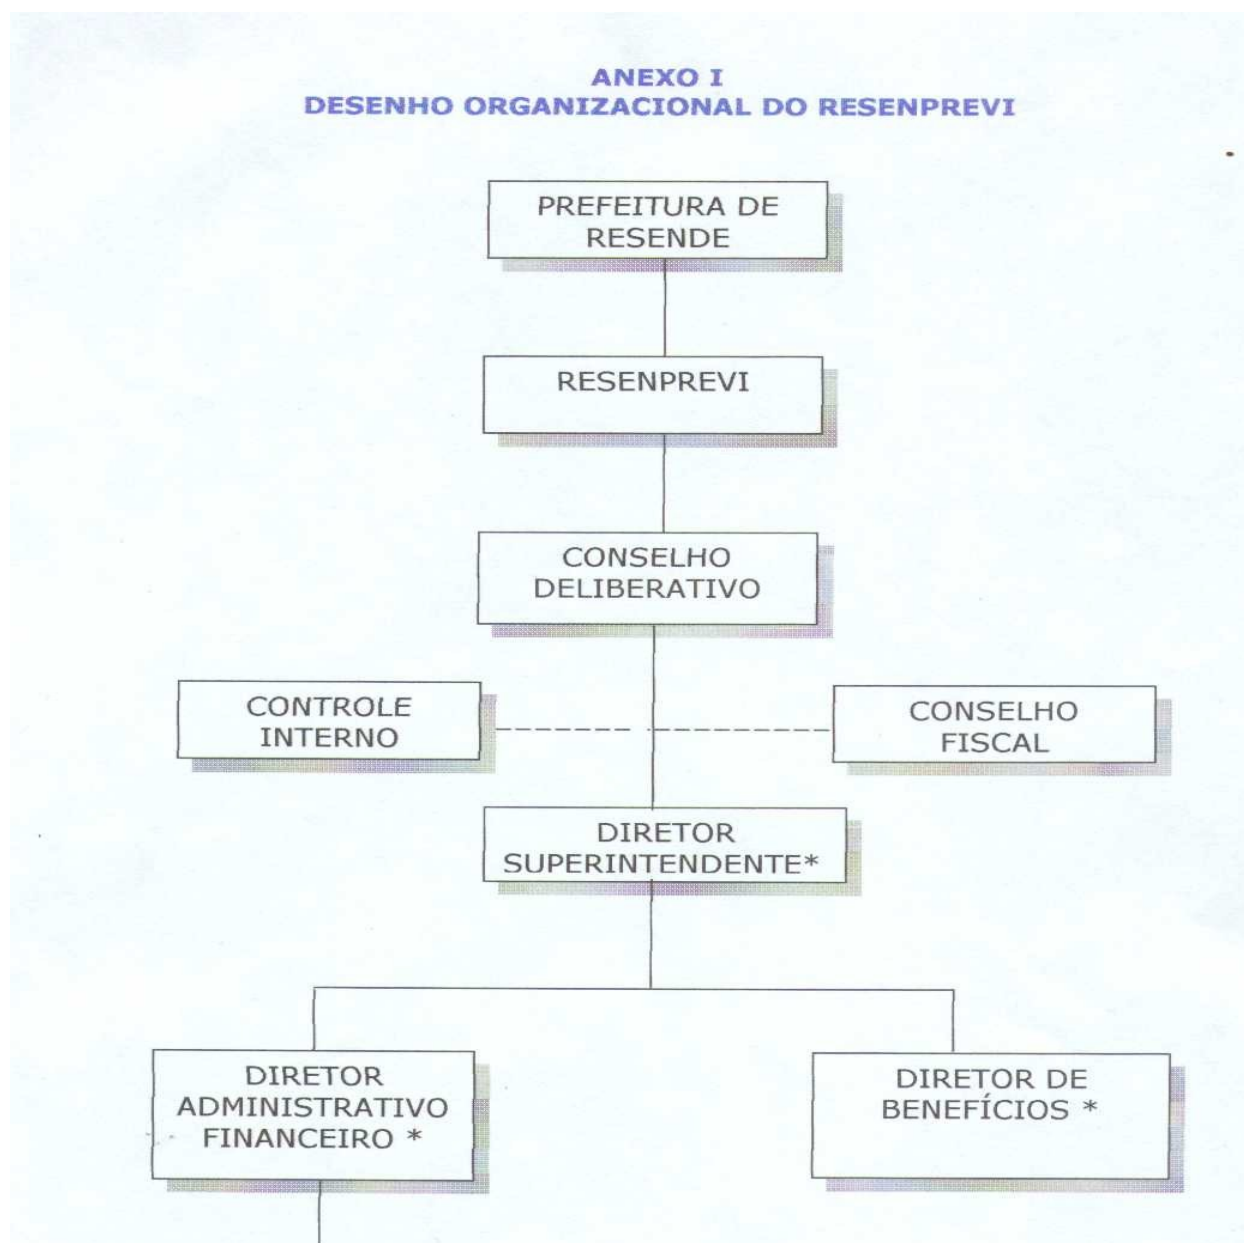 ANEXO I
DESENHO ORGANIZACIONAL DO RESENPREVI
PREFEITURA DE
RESENDE
RESENPREVI
CONSELHO
DELIBERATIVO
CONTROLE
INTERNO
CONSELHO
FISCAL
DIRETOR
SUPERINTENDENTE*
DIRETOR
ADMINISTRATIVO
FINANCEIRO *
DIRETOR DE
BENEFÍCIOS *